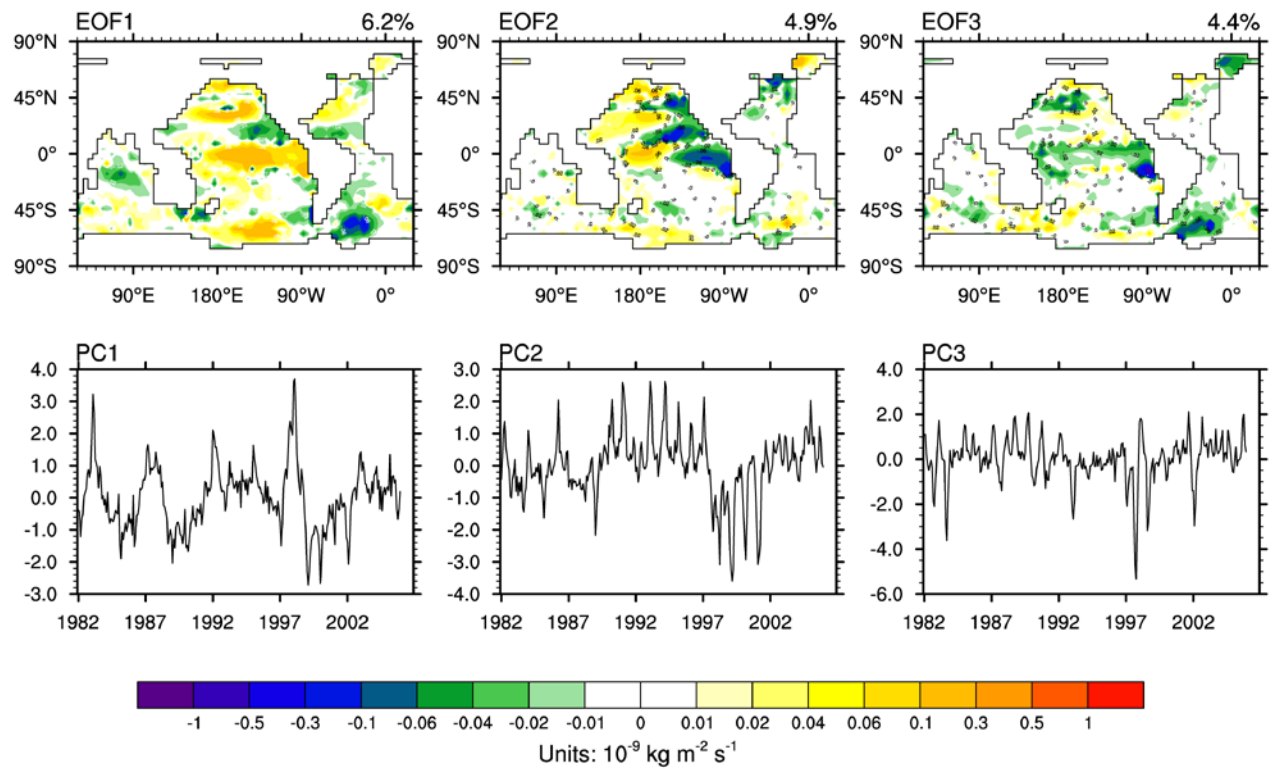 EOF1 6.2% EOF2 4.9% EOF3 4.4%
90°N 90°N 90°N
45°N 45°N 45°N
0° 0° 0°
45°S 45°S 45°S
90°S 90°S 90°S
90°E 180°E 90°W 0° 90°E 180°E 90°W 0° 90°E 180°E 90°W 0°
PC1 PC2 PC3
4.0 3.0 4.0
3.0 2.0 2.0
2.0 1.0 0.0
1.0 0.0 -2.0
0.0 -1.0 -4.0
-1.0 -2.0 -6.0
-2.0 -3.0
-3.0 -4.0
1982 1987 1992 1997 2002 1982 1987 1992 1997 2002 1982 1987 1992 1997 2002
-1 -0.5 -0.3 -0.1 -0.06 -0.04 -0.02 -0.01 0 0.01 0.02 0.04 0.06 0.1 0.3 0.5 1
Units: 10⁻⁹ kg m⁻² s⁻¹